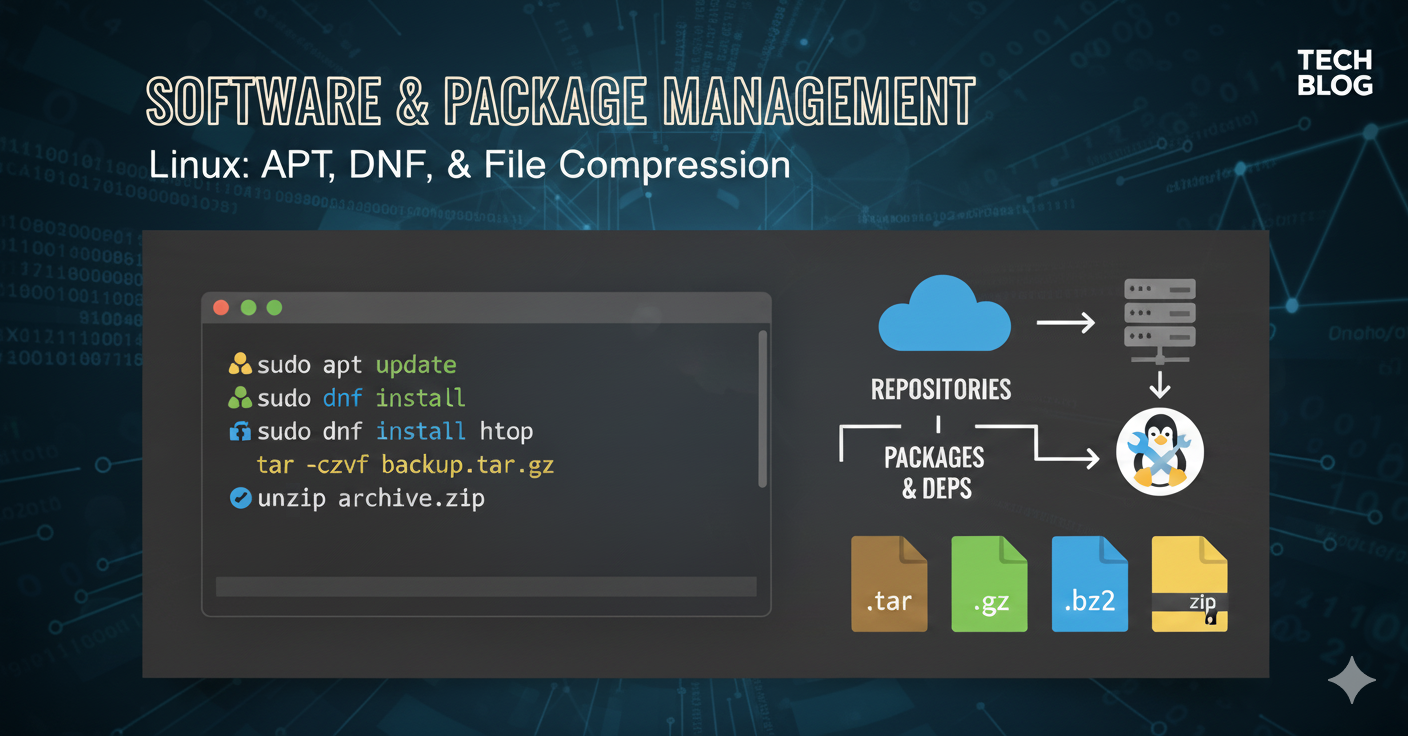 SOFTWARE & PACKAGE MANAGEMENT
Linux: APT, DNF, & File Compression
TECH
BLOG
sudo apt update
sudo dnf install
sudo dnf install htop
tar -czvf backup.tar.gz
unzip archive.zip
REPOSITORIES
PACKAGES
& DEPS
.tar
.gz
.bz2
zip